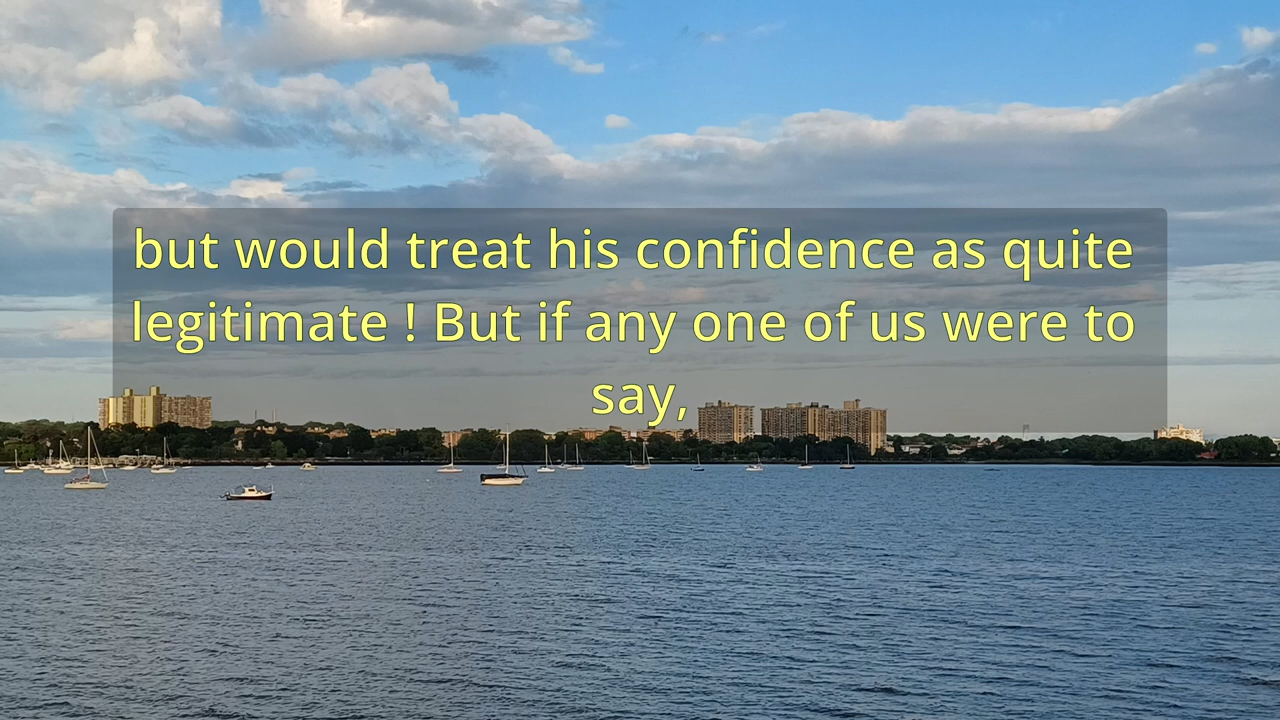 but would treat his confidence as quite
legitimate ! But if any one of us were to
say,